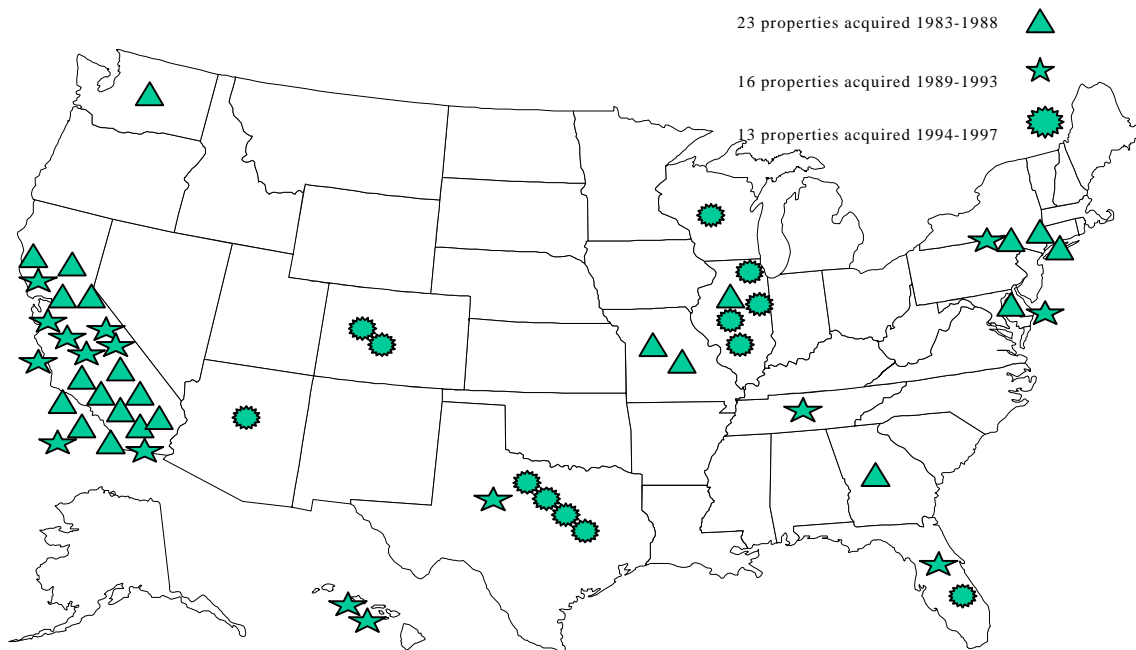 23 properties acquired 1983-1988
16 properties acquired 1989-1993
13 properties acquired 1994-1997